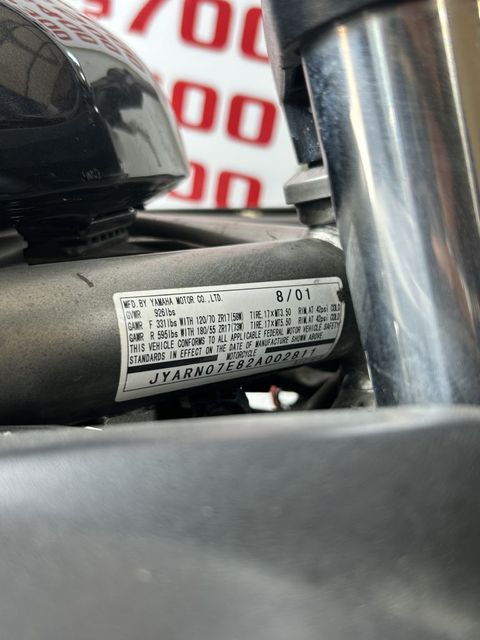 700
500
00
MFD.BY YAMAHA MOTOR CO.,LTD. 8/01
GVWR 926lbs
GAWR F 331lbs WITH 120/70 ZR17(58W) TIRE,17×MT3.50 RIM,AT 42psi COLD
GAWR R 595lbs WITH 180/55 ZR17(73W) TIRE,17×MT5.50 RIM,AT 42psi COLD
THIS VEHICLE CONFORMS TO ALL APPLICABLE FEDERAL MOTOR VEHICLE SAFETY
STANDARDS IN EFFECT ON THE DATE OF MANUFACTURE SHOWN ABOVE.
MOTORCYCLE
JYARN07E82A002811